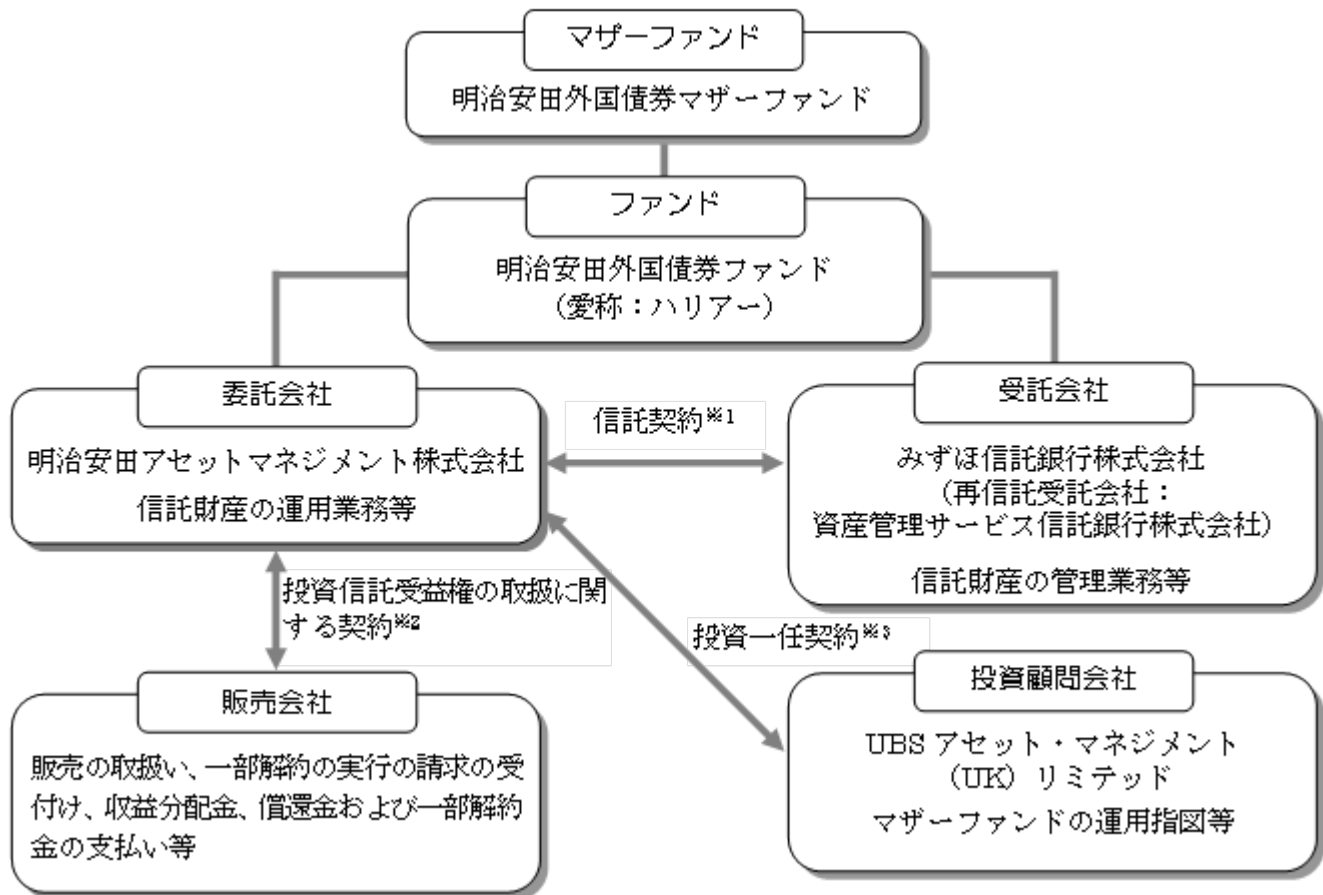 マザーファンド
明治安田外国債券マザーファンド
ファンド
明治安田外国債券ファンド
(愛称：ハリアー)
委託会社
明治安田アセットマネジメント株式会社
信託財産の運用業務等
信託契約※1
受託会社
みずほ信託銀行株式会社
(再信託受託会社：
資産管理サービス信託銀行株式会社)
信託財産の管理業務等
投資信託受益権の取扱に関
する契約※2
投資一任契約※3
販売会社
販売の取扱い、一部解約の実行の請求の受
付け、収益分配金、償還金および一部解約
金の支払い等
投資顧問会社
UBS アセット・マネジメント
(UK) リミテッド
マザーファンドの運用指図等